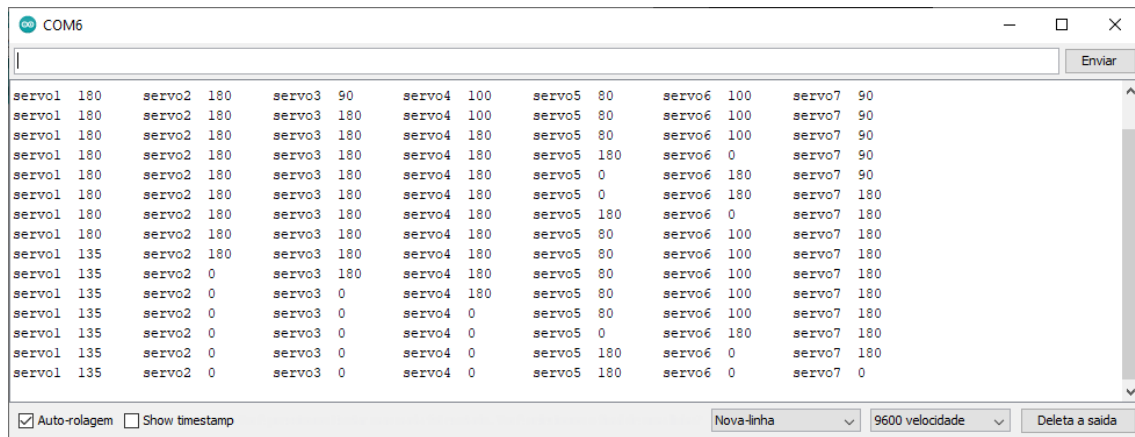 COM6
Enviar
servo1 180 servo2 180 servo3 90 servo4 100 servo5 80 servo6 100 servo7 90
servo1 180 servo2 180 servo3 180 servo4 100 servo5 80 servo6 100 servo7 90
servo1 180 servo2 180 servo3 180 servo4 180 servo5 80 servo6 100 servo7 90
servo1 180 servo2 180 servo3 180 servo4 180 servo5 180 servo6 0 servo7 90
servo1 180 servo2 180 servo3 180 servo4 180 servo5 0 servo6 180 servo7 90
servo1 180 servo2 180 servo3 180 servo4 180 servo5 0 servo6 180 servo7 180
servo1 180 servo2 180 servo3 180 servo4 180 servo5 180 servo6 0 servo7 180
servo1 180 servo2 180 servo3 180 servo4 180 servo5 80 servo6 100 servo7 180
servo1 135 servo2 180 servo3 180 servo4 180 servo5 80 servo6 100 servo7 180
servo1 135 servo2 0 servo3 180 servo4 180 servo5 80 servo6 100 servo7 180
servo1 135 servo2 0 servo3 0 servo4 180 servo5 80 servo6 100 servo7 180
servo1 135 servo2 0 servo3 0 servo4 0 servo5 80 servo6 100 servo7 180
servo1 135 servo2 0 servo3 0 servo4 0 servo5 0 servo6 180 servo7 180
servo1 135 servo2 0 servo3 0 servo4 0 servo5 180 servo6 0 servo7 180
servo1 135 servo2 0 servo3 0 servo4 0 servo5 180 servo6 0 servo7 0
Auto-rolagem Show timestamp Nova-linha 9600 velocidade Deleta a saida